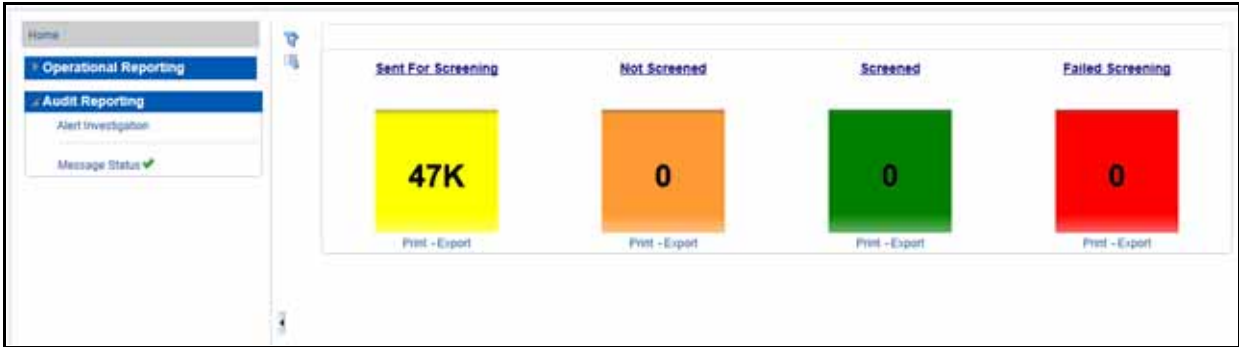 Home
Operational Reporting
Audit Reporting
Alert Investigation
Message Status
Sent For Screening Not Screened Screened Failed Screening
47K 0 0 0
Print - Export Print - Export Print - Export Print - Export